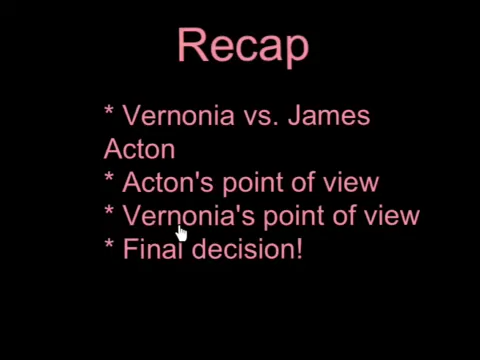 Recap
* Vernonia vs. James
Acton
* Acton's point of view
* Vernonia's point of view
* Final decision!